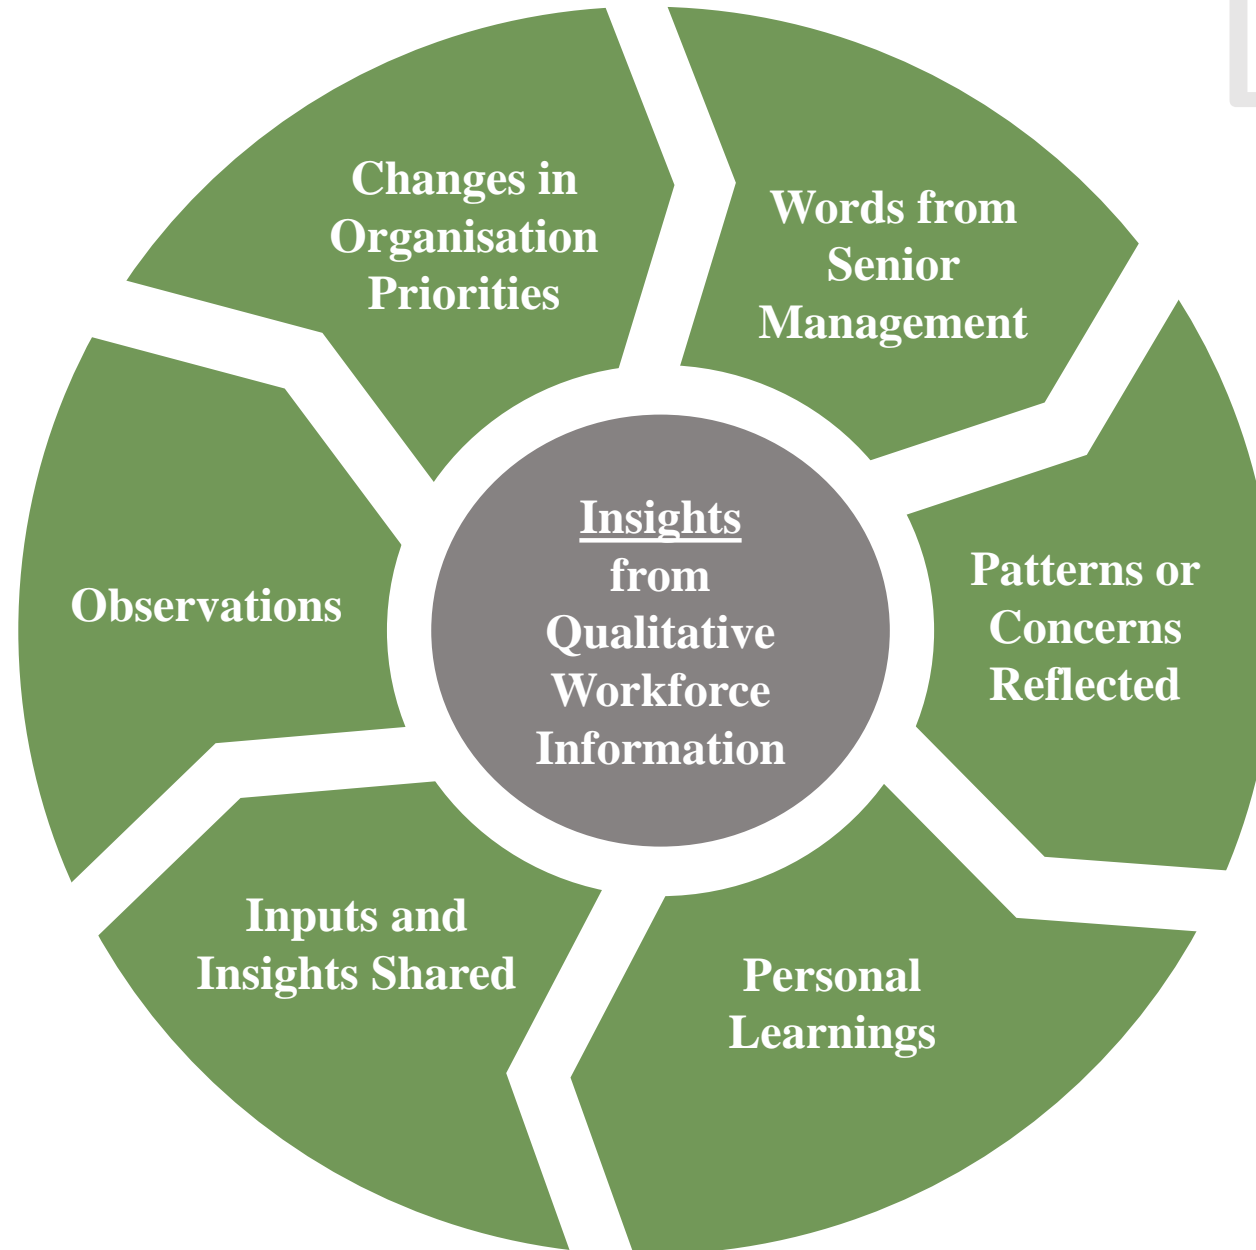 Changes in
Organisation
Priorities
Words from
Senior
Management
Patterns or
Concerns
Reflected
Personal
Learnings
Inputs and
Insights Shared
Observations
Insights
from
Qualitative
Workforce
Information